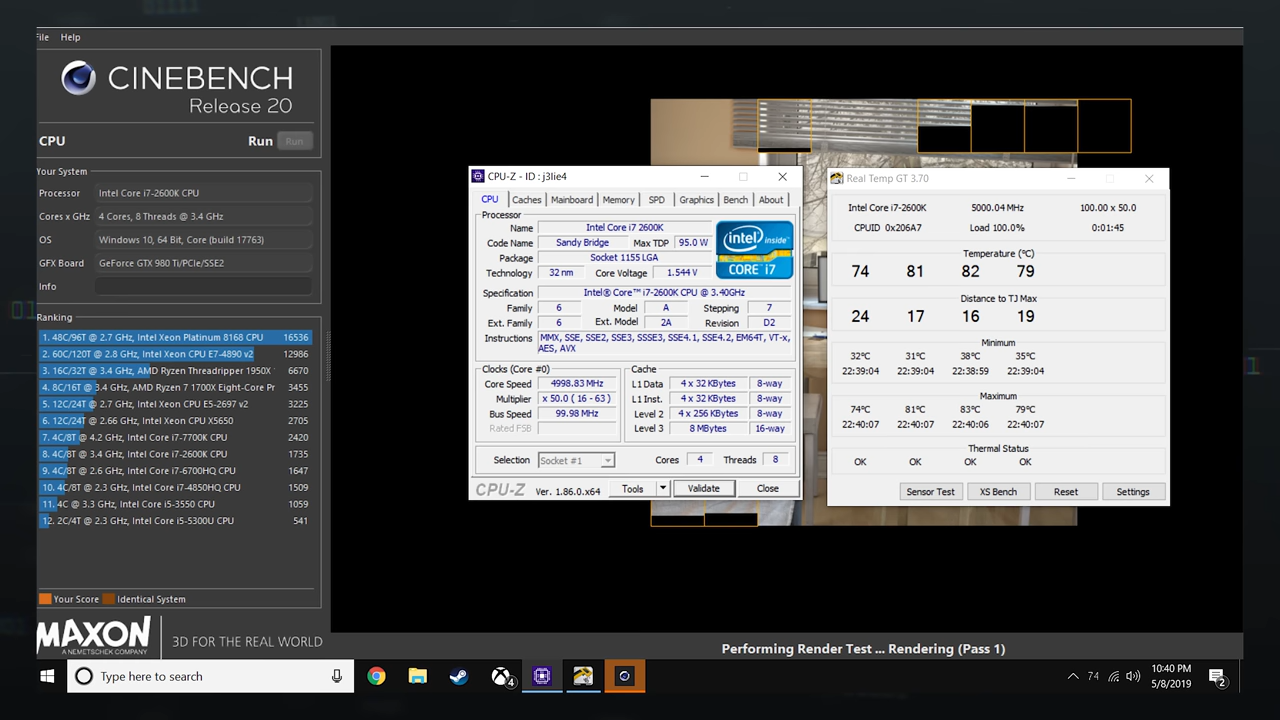 File Help
CINEBENCH
Release 20
CPU Run Run
Your System
Processor Intel Core i7-2600K CPU
Cores x GHz 4 Cores, 8 Threads @ 3.4 GHz
OS Windows 10, 64 Bit, Core (build 17763)
GFX Board GeForce GTX 980 Ti/PCIe/SSE2
Info
Ranking
1. 48C/96T @ 2.7 GHz, Intel Xeon Platinum 8168 CPU 16536
2. 60C/120T @ 2.8 GHz, Intel Xeon CPU E7-4890 v2 12986
3. 16C/32T @ 3.4 GHz, AMD Ryzen Threadripper 1950X 6670
4. 8C/16T @ 3.4 GHz, AMD Ryzen 7 1700X Eight-Core Pr 3455
5. 12C/24T @ 2.7 GHz, Intel Xeon CPU E5-2697 v2 3225
6. 12C/24T @ 2.66 GHz, Intel Xeon CPU X5650 2705
7. 4C/8T @ 4.2 GHz, Intel Core i7-7700K CPU 2420
8. 4C/8T @ 3.4 GHz, Intel Core i7-2600K CPU 1735
9. 4C/8T @ 2.6 GHz, Intel Core i7-6700HQ CPU 1647
10. 4C/8T @ 2.3 GHz, Intel Core i7-4850HQ CPU 1509
11. 4C @ 3.3 GHz, Intel Core i5-3550 CPU 1059
12. 2C/4T @ 2.3 GHz, Intel Core i5-5300U CPU 541
Your Score Identical System
MAXON
A NEMETSCHEK COMPANY
3D FOR THE REAL WORLD
CPU-Z - ID : j3lie4
CPU Caches Mainboard Memory SPD Graphics Bench About
Processor
Name Intel Core i7 2600K
Code Name Sandy Bridge Max TDP 95.0 W
Package Socket 1155 LGA
Technology 32 nm Core Voltage 1.544 V
intel inside
CORE i7
Specification Intel® Core™ i7-2600K CPU @ 3.40GHz
Family 6 Model A Stepping 7
Ext. Family 6 Ext. Model 2A Revision D2
Instructions MMX, SSE, SSE2, SSE3, SSSE3, SSE4.1, SSE4.2, EM64T, VT-x,
AES, AVX
Clocks (Core #0)
Core Speed 4998.83 MHz
Multiplier x 50.0 ( 16 - 63 )
Bus Speed 99.98 MHz
Rated FSB
Cache
L1 Data 4 x 32 KBytes 8-way
L1 Inst. 4 x 32 KBytes 8-way
Level 2 4 x 256 KBytes 8-way
Level 3 8 MBytes 16-way
Selection Socket #1 Cores 4 Threads 8
CPU-Z Ver. 1.86.0.x64 Tools Validate Close
Real Temp GT 3.70
Intel Core i7-2600K 5000.04 MHz 100.00 x 50.0
CPUID 0x206A7 Load 100.0% 0:01:45
Temperature (°C)
74 81 82 79
Distance to TJ Max
24 17 16 19
Minimum
32°C 31°C 38°C 35°C
22:39:04 22:39:04 22:38:59 22:39:04
Maximum
74°C 81°C 83°C 79°C
22:40:07 22:40:07 22:40:06 22:40:07
Thermal Status
OK OK OK OK
Sensor Test XS Bench Reset Settings
Performing Render Test ... Rendering (Pass 1)
Type here to search
4
74
10:40 PM
5/8/2019
2